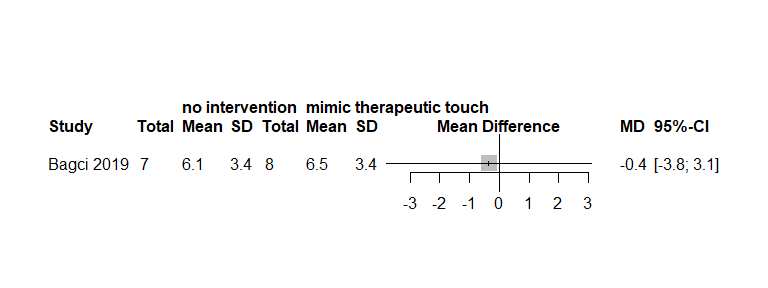 no intervention mimic therapeutic touch
Study Total Mean SD Total Mean SD Mean Difference MD 95%-CI
Bagci 2019 7 6.1 3.4 8 6.5 3.4 -0.4 [-3.8; 3.1]
-3 -2 -1 0 1 2 3